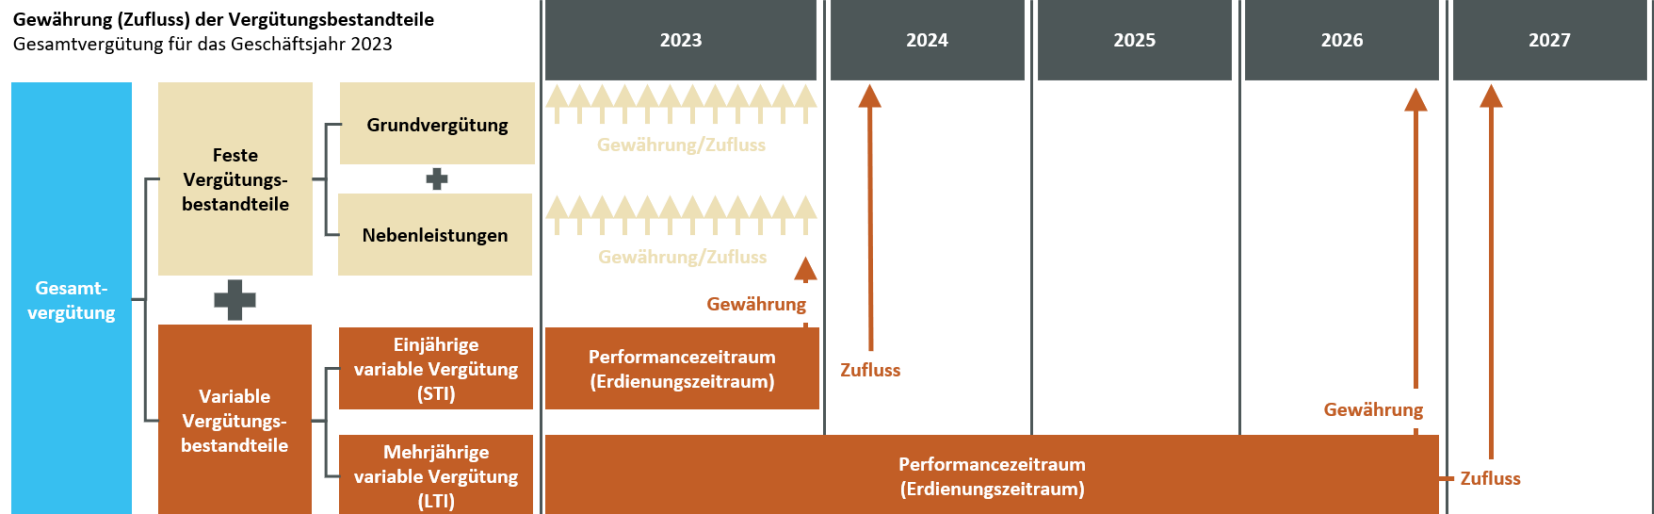 Gewährung (Zufluss) der Vergütungsbestandteile
Gesamtvergütung für das Geschäftsjahr 2023
2023
2024
2025
2026
2027
Gesamt-
vergütung
Feste
Vergütungs-
bestandteile
Grundvergütung
Nebenleistungen
Gewährung/Zufluss
Gewährung/Zufluss
Variable
Vergütungs-
bestandteile
Einjährige
variable Vergütung
(STI)
Gewährung
Performancezeitraum
(Erdienungszeitraum)
Zufluss
Mehrjährige
variable Vergütung
(LTI)
Performancezeitraum
(Erdienungszeitraum)
Gewährung
Zufluss